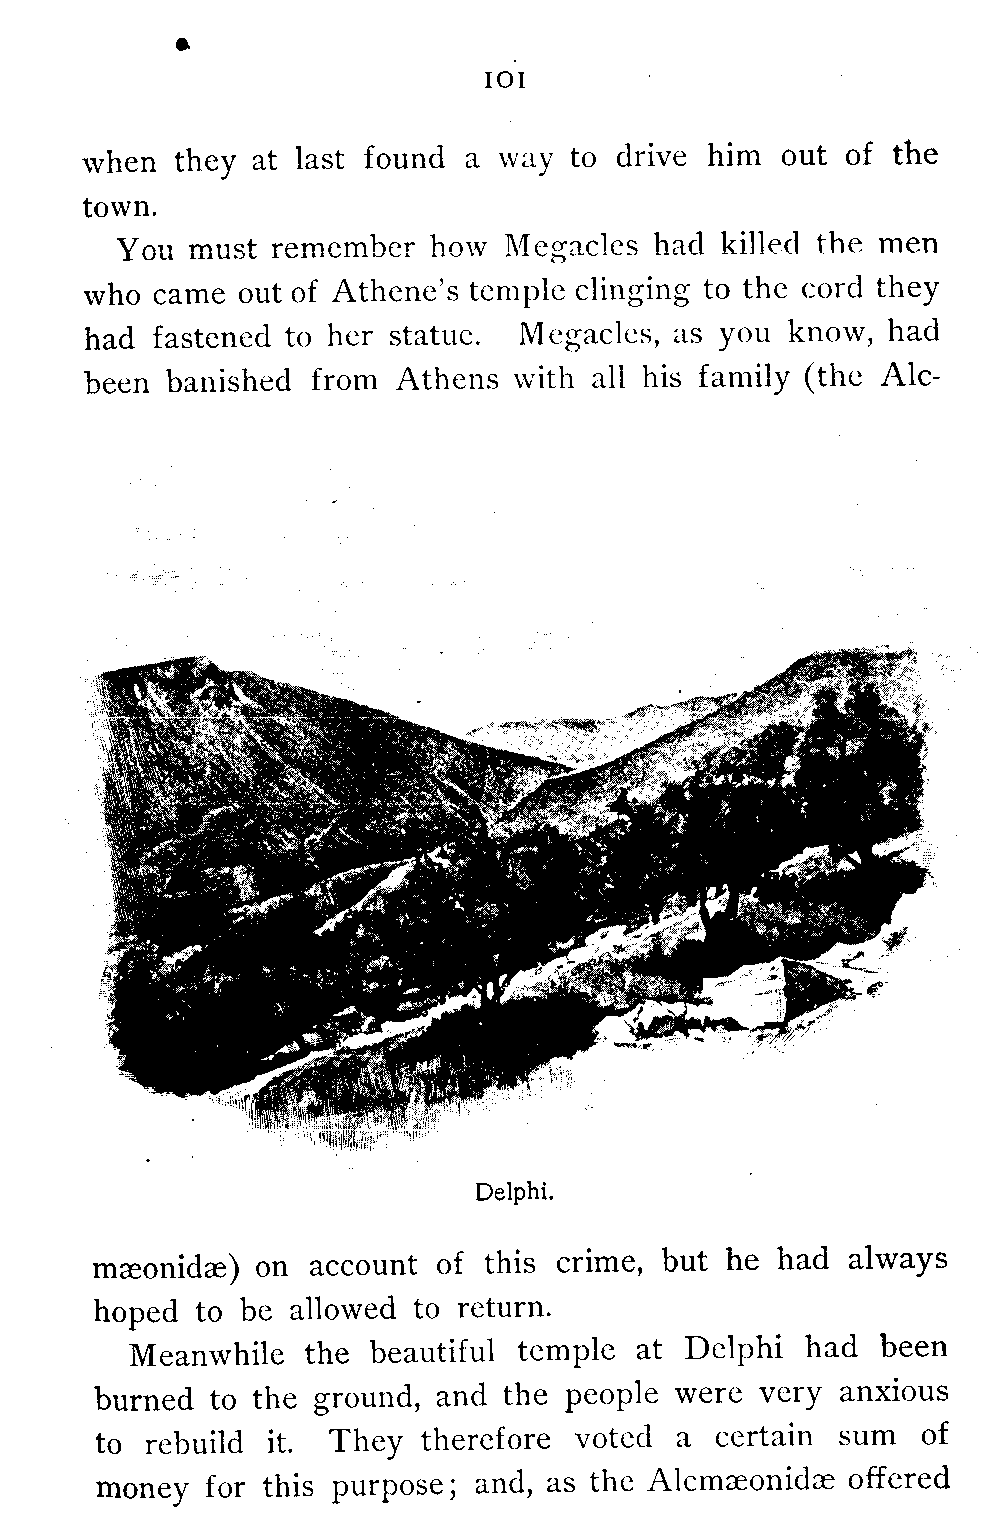 101
when they at last found a way to drive him out of the
town.
You must remember how Megacles had killed the men
who came out of Athene's temple clinging to the cord they
had fastened to her statue. Megacles, as you know, had
been banished from Athens with all his family (the Alc-
Delphi.
mæonidæ) on account of this crime, but he had always
hoped to be allowed to return.
Meanwhile the beautiful temple at Delphi had been
burned to the ground, and the people were very anxious
to rebuild it. They therefore voted a certain sum of
money for this purpose; and, as the Alcmæonidæ offered